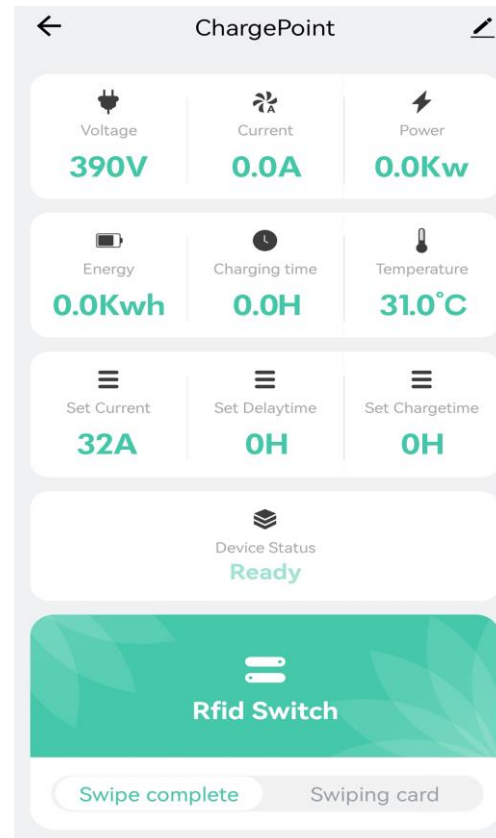 ChargePoint
Voltage Current Power
390V 0.0A 0.0Kw
Energy Charging time Temperature
0.0Kwh 0.0H 31.0°C
Set Current Set Delaytime Set Chargetime
32A 0H 0H
Device Status
Ready
Rfid Switch
Swipe complete Swiping card